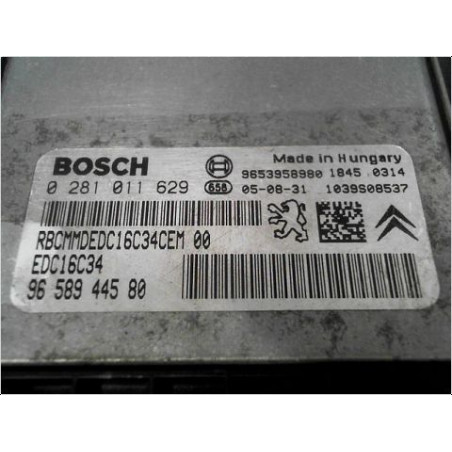 BOSCH
Made in Hungary
9653958980 1845 0314
0 281 011 629 658 05-08-31 1039S08537
RBCMMDEDC16C34CEM 00
EDC16C34
96 589 445 80